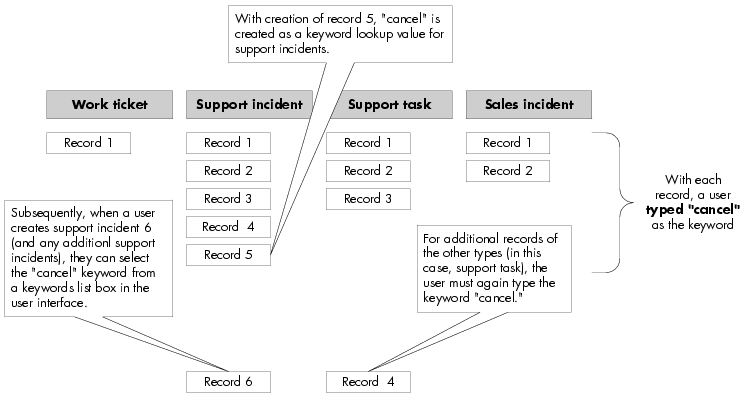 With creation of record 5, "cancel" is
created as a keyword lookup value for
support incidents.
Work ticket
Support incident
Support task
Sales incident
Record 1
Record 1
Record 1
Record 1
Record 2
Record 2
Record 2
Record 3
Record 3
Record 4
Record 5
With each
record, a user
typed "cancel"
as the keyword
Subsequently, when a user
creates support incident 6
(and any additionl support
incidents), they can select
the "cancel" keyword from
a keywords list box in the
user interface.
For additional records of
the other types (in this
case, support task), the
user must again type the
keyword "cancel."
Record 6
Record 4